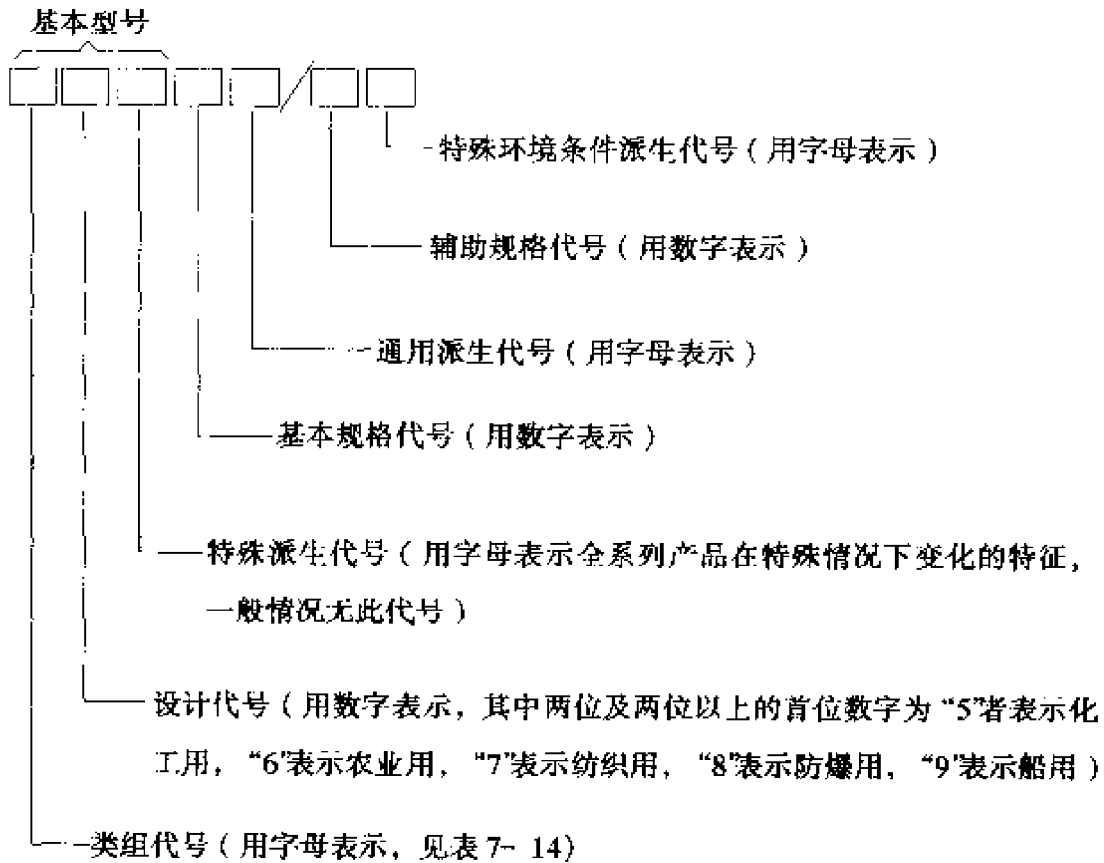 基本型号
/
特殊环境条件派生代号(用字母表示)
辅助规格代号(用数字表示)
通用派生代号(用字母表示)
基本规格代号(用数字表示)
特殊派生代号(用字母表示全系列产品在特殊情况下变化的特征,
一般情况无此代号)
设计代号(用数字表示,其中两位及两位以上的首位数字为“5”者表示化
工用,“6”表示农业用,“7”表示纺织用,“8”表示防爆用,“9”表示船用)
类组代号(用字母表示,见表7-14)